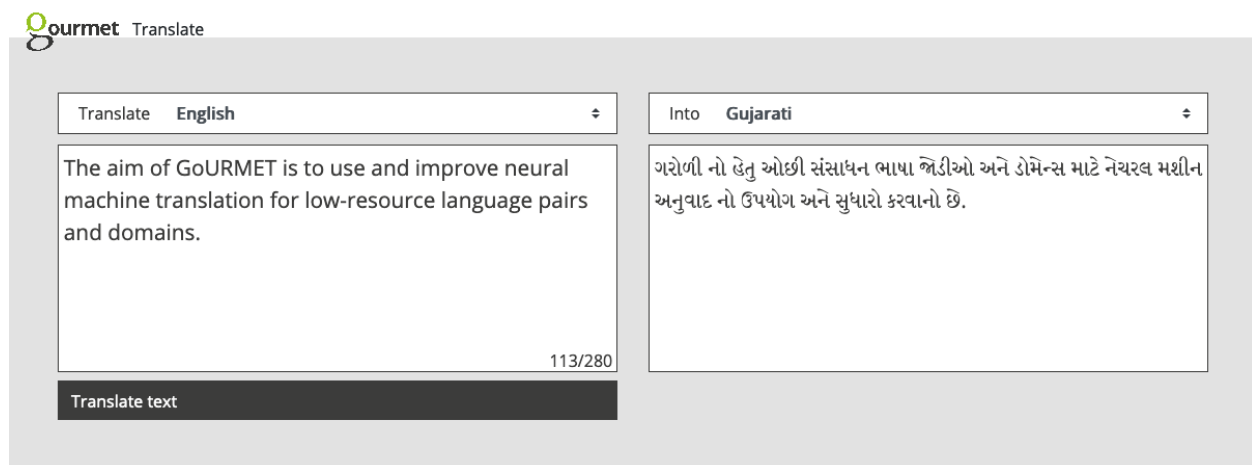 gourmet Translate
Translate English
Into Gujarati
The aim of GoURMET is to use and improve neural
machine translation for low-resource language pairs
and domains.
113/280
ગરોળી નો હેતુ ઓછી સંસાધન ભાષા જોડીઓ અને ડોમેન્સ માટે નેચરલ મશીન
અનુવાદ નો ઉપયોગ અને સુધારો કરવાનો છે.
Translate text